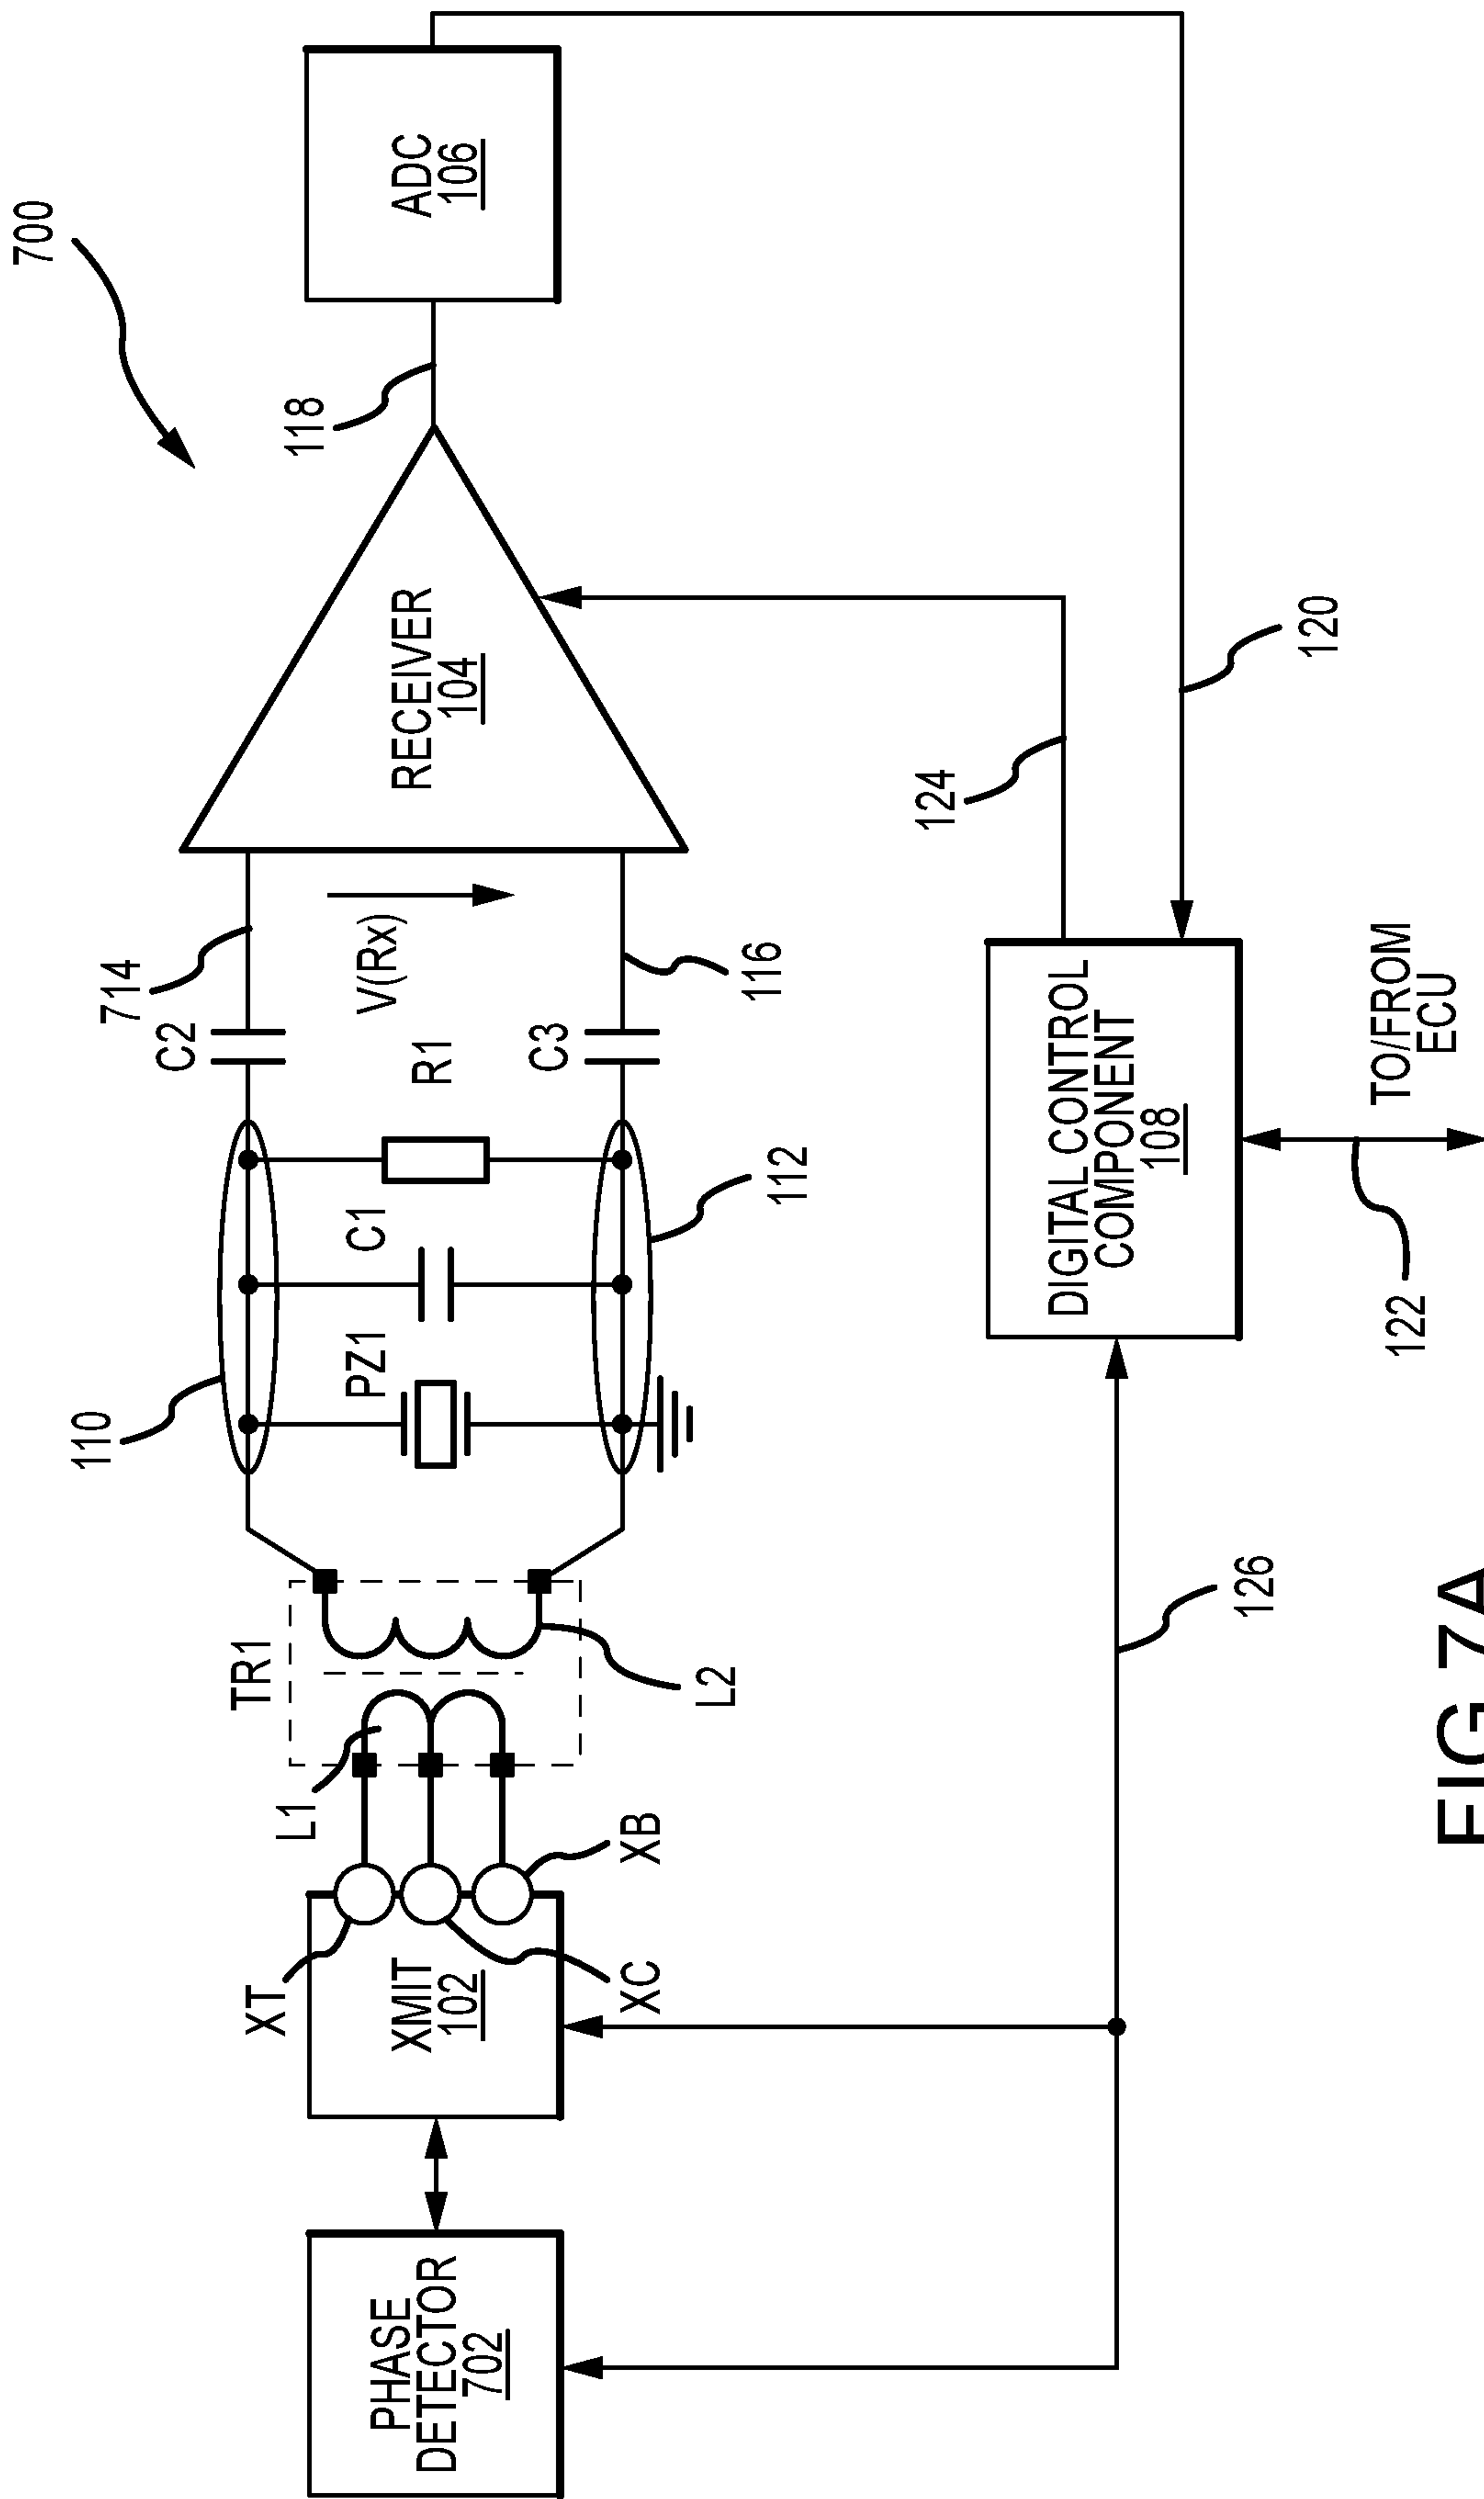 700
PHASE
DETECTOR
702
XMIT
102
XT
XC
XB
L1
TR1
L2
110
PZ1
C1
R1
112
C2
C3
714
V(Rx)
116
RECEIVER
104
118
ADC
106
126
DIGITAL CONTROL
COMPONENT
108
124
120
122
TO/FROM
ECU
FIG 7A